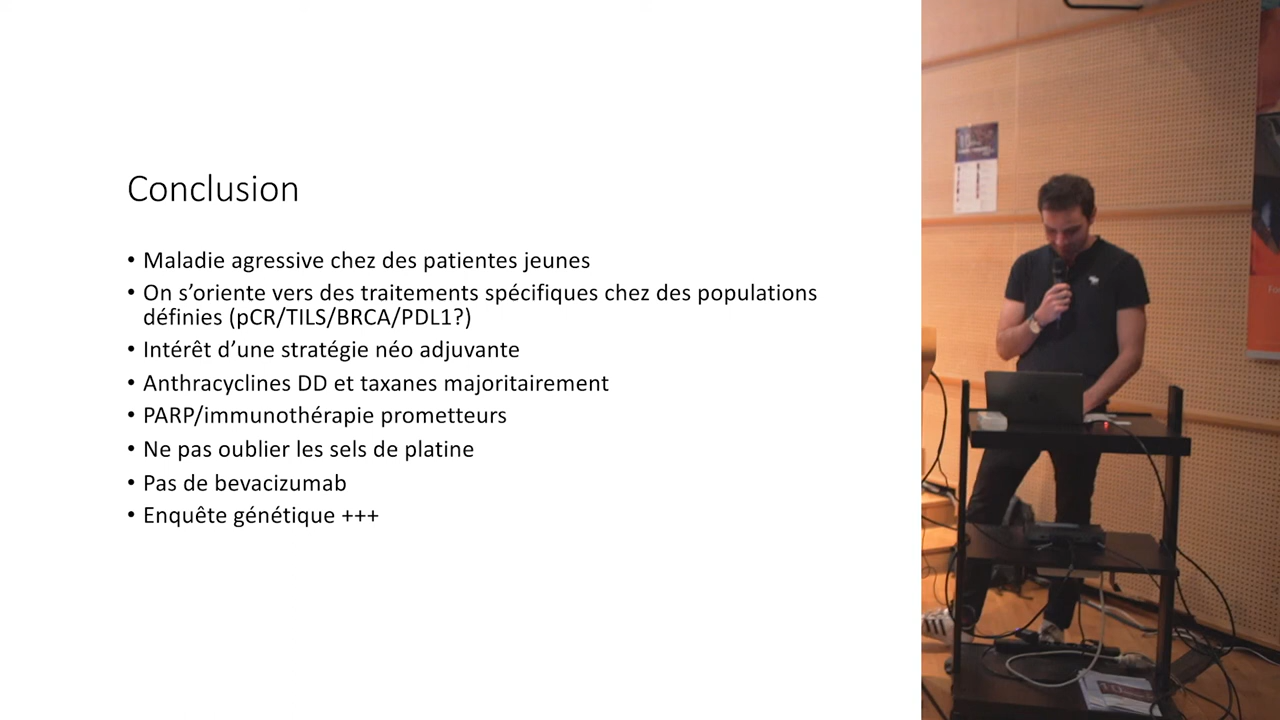 Conclusion
• Maladie agressive chez des patientes jeunes
• On s’oriente vers des traitements spécifiques chez des populations
définies (pCR/TILS/BRCA/PDL1?)
• Intérêt d’une stratégie néo adjuvante
• Anthracyclines DD et taxanes majoritairement
• PARP/immunothérapie prometteurs
• Ne pas oublier les sels de platine
• Pas de bevacizumab
• Enquête génétique +++